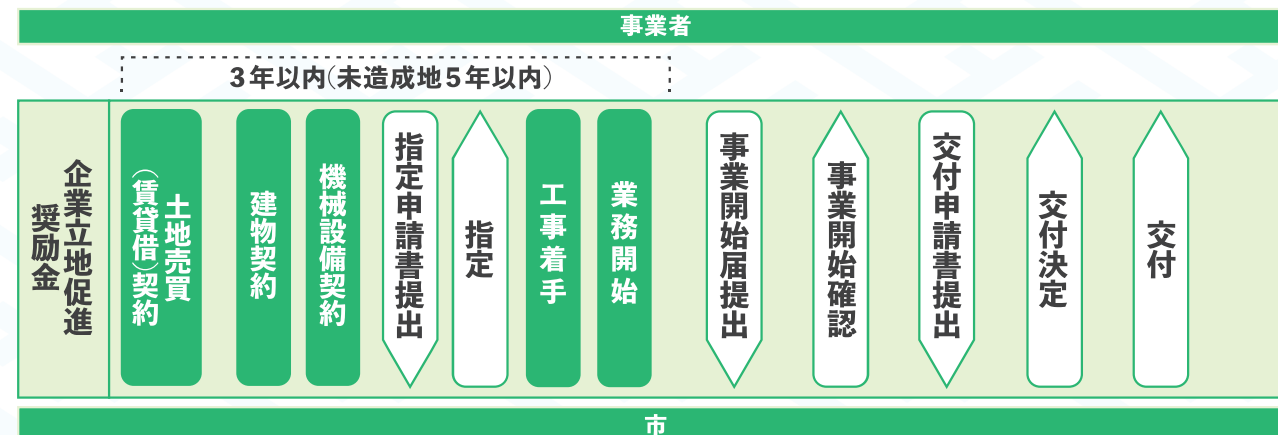 事業者
3年以内(未造成地5年以内)
企業立地促進
奨励金
土地売買
(賃貸借)契約
建物契約
機械設備契約
指定申請書提出
指定
工事着手
業務開始
事業開始届提出
事業開始確認
交付申請書提出
交付決定
交付
市